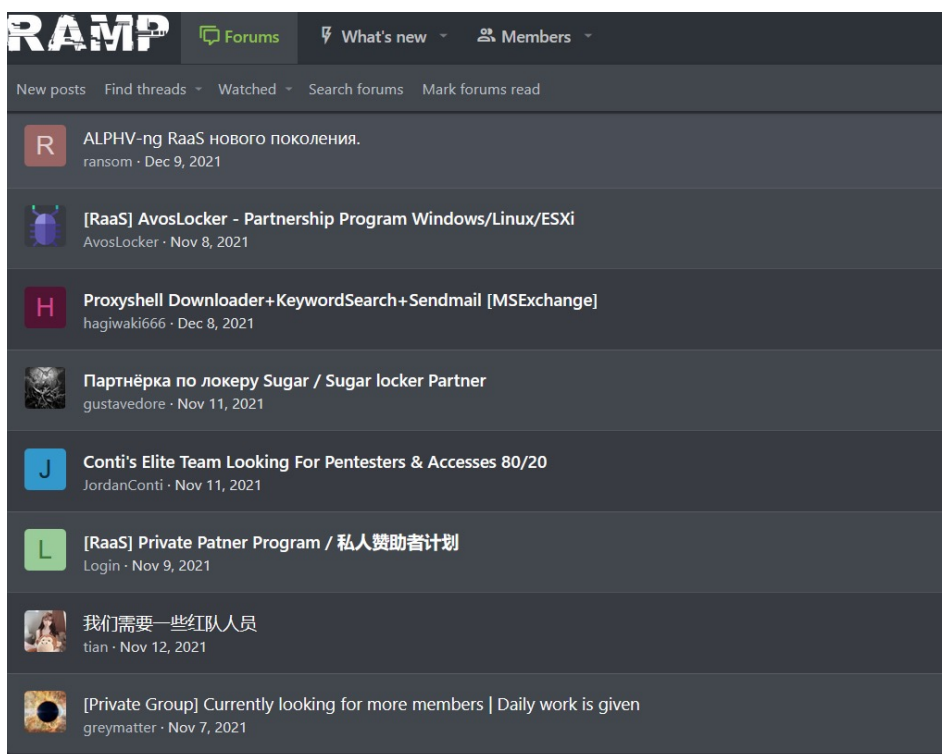 RAMP
Forums
What's new
Members
New posts
Find threads
Watched
Search forums
Mark forums read
R
ALPHV-ng RaaS нового поколения.
ransom · Dec 9, 2021
[RaaS] AvosLocker - Partnership Program Windows/Linux/ESXi
AvosLocker · Nov 8, 2021
H
Proxyshell Downloader+KeywordSearch+Sendmail [MSExchange]
hagiwaki666 · Dec 8, 2021
Партнёрка по локеру Sugar / Sugar locker Partner
gustavedore · Nov 11, 2021
J
Conti's Elite Team Looking For Pentesters & Accesses 80/20
JordanConti · Nov 11, 2021
L
[RaaS] Private Patner Program / 私人赞助者计划
Login · Nov 9, 2021
我们需要一些红队人员
tian · Nov 12, 2021
[Private Group] Currently looking for more members | Daily work is given
greymatter · Nov 7, 2021